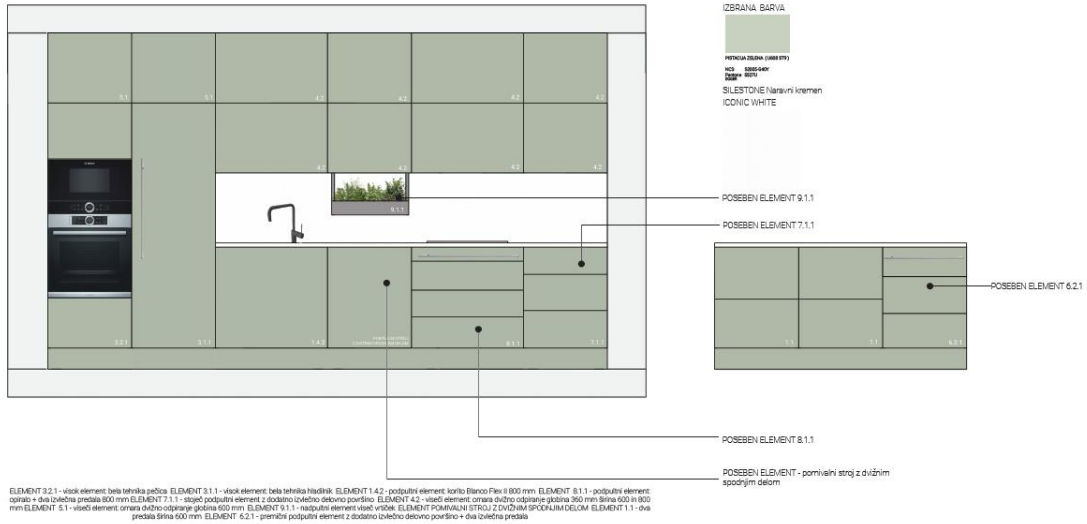 IZBRANA BARVA
PISTACIJA ZELENA (U608 ST9)
NCS
SILESTONE Naravni kremen
ICONIC WHITE
5.1
5.1
4.2
4.2
4.2
4.2
4.2
4.2
4.2
4.2
9.1.1
POSEBEN ELEMENT 9.1.1
POSEBEN ELEMENT 7.1.1
POSEBEN ELEMENT 6.2.1
3.2.1
3.1.1
1.4.2
8.1.1
7.1.1
1.1
1.1
6.2.1
POSEBEN ELEMENT 8.1.1
POSEBEN ELEMENT - pomivalni stroj z dvižnim
spodnjim delom
ELEMENT 3.2.1 - visok element: bela tehnika pečica ELEMENT 3.1.1 - visok element: bela tehnika hladilnik ELEMENT 1.4.2 - podpultni element: korito Blanco Flex II 800 mm ELEMENT 8.1.1 - podpultni element:
opiralo + dva izvlečna predala 800 mm ELEMENT 7.1.1 - stoječ podpultni element z dodatno izvlečno delovno površino ELEMENT 4.2 - viseči element: omara dvižno odpiranje globina 350 mm širina 600 in 800
mm ELEMENT 5.1 - viseči element: omara dvižno odpiranje globina 600 mm ELEMENT 9.1.1 - nadpultni element viseč vrtiček ELEMENT POMIVALNI STROJ Z DVIŽNIM SPODNJIM DELOM ELEMENT 1.1 - dva
predala širina 600 mm ELEMENT 6.2.1 - premični podpultni element z dodatno izvlečno delovno površino + dva izvlečna predala